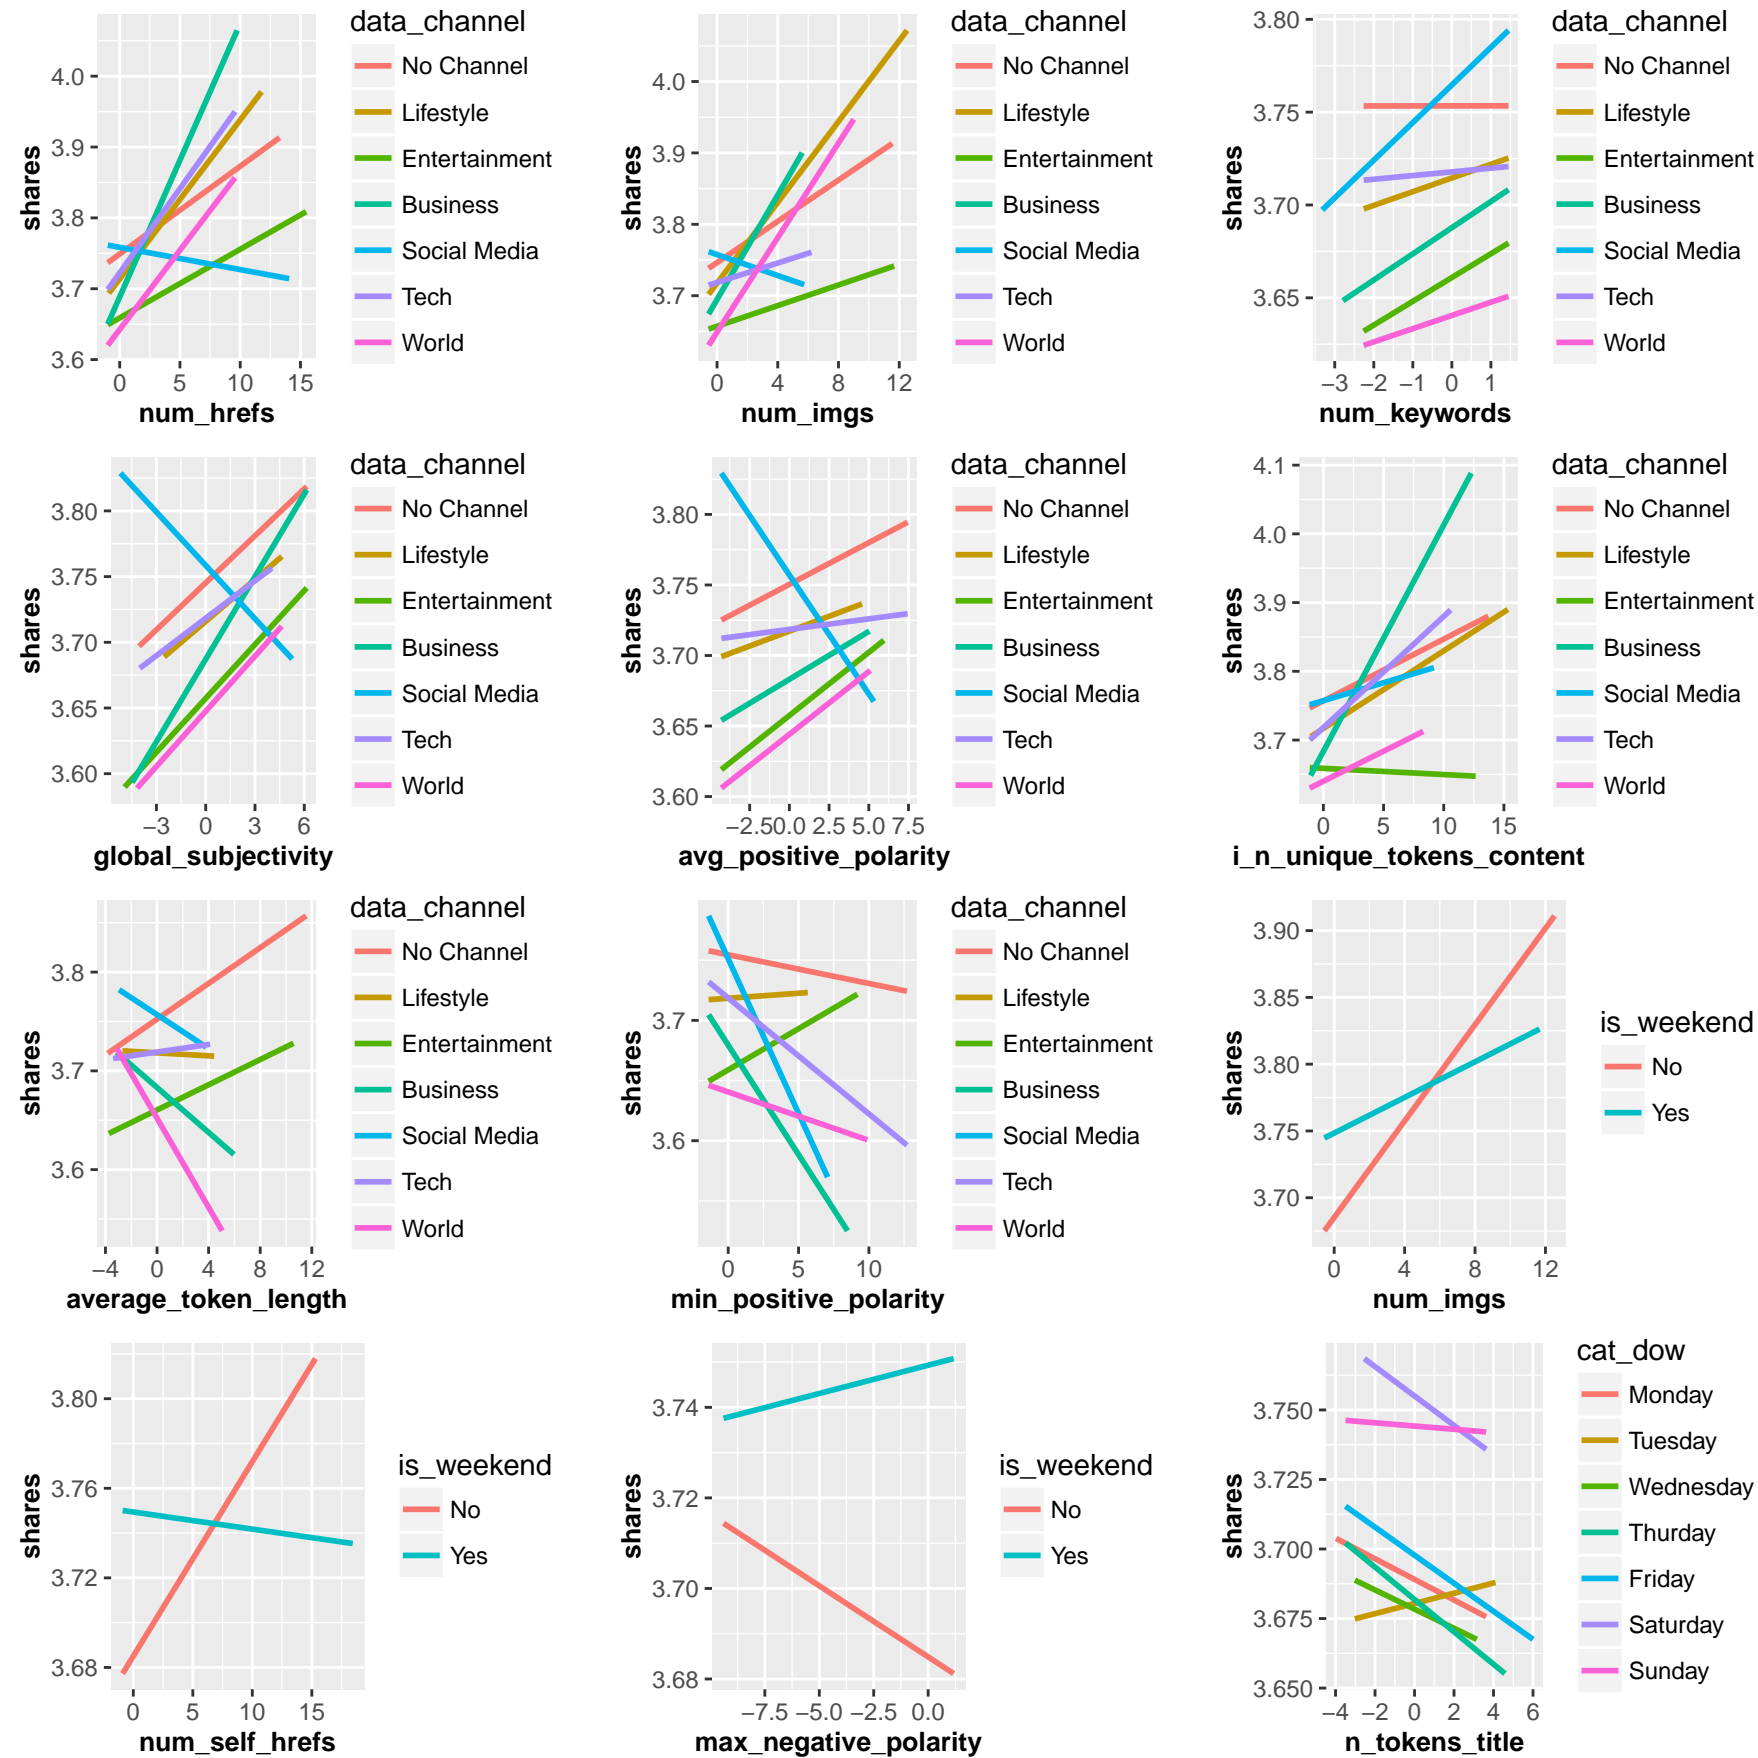 data_channel
No Channel
Lifestyle
Entertainment
Business
Social Media
Tech
World
shares
4.0
3.9
3.8
3.7
3.6
0 5 10 15
num_hrefs
data_channel
No Channel
Lifestyle
Entertainment
Business
Social Media
Tech
World
shares
4.0
3.9
3.8
3.7
0 4 8 12
num_imgs
data_channel
No Channel
Lifestyle
Entertainment
Business
Social Media
Tech
World
shares
3.80
3.75
3.70
3.65
−3 −2 −1 0 1
num_keywords
data_channel
No Channel
Lifestyle
Entertainment
Business
Social Media
Tech
World
shares
3.80
3.75
3.70
3.65
3.60
−3 0 3 6
global_subjectivity
data_channel
No Channel
Lifestyle
Entertainment
Business
Social Media
Tech
World
shares
3.80
3.75
3.70
3.65
3.60
−2.5 0.0 2.5 5.0 7.5
avg_positive_polarity
data_channel
No Channel
Lifestyle
Entertainment
Business
Social Media
Tech
World
shares
4.1
4.0
3.9
3.8
3.7
0 5 10 15
i_n_unique_tokens_content
data_channel
No Channel
Lifestyle
Entertainment
Business
Social Media
Tech
World
shares
3.8
3.7
3.6
−4 0 4 8 12
average_token_length
data_channel
No Channel
Lifestyle
Entertainment
Business
Social Media
Tech
World
shares
3.7
3.6
0 5 10
min_positive_polarity
is_weekend
No
Yes
shares
3.90
3.85
3.80
3.75
3.70
0 4 8 12
num_imgs
is_weekend
No
Yes
shares
3.80
3.76
3.72
3.68
0 5 10 15
num_self_hrefs
is_weekend
No
Yes
shares
3.74
3.72
3.70
3.68
−7.5 −5.0 −2.5 0.0
max_negative_polarity
cat_dow
Monday
Tuesday
Wednesday
Thurday
Friday
Saturday
Sunday
shares
3.750
3.725
3.700
3.675
3.650
−4 −2 0 2 4 6
n_tokens_title